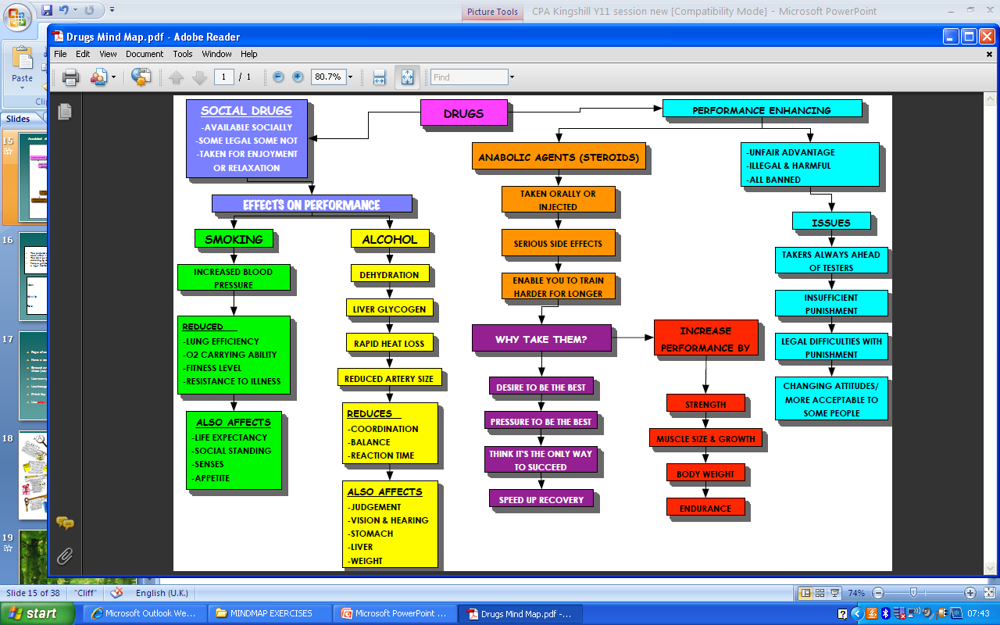 Picture Tools
CPA Kingshill Y11 session new [Compatibility Mode] - Microsoft PowerPoint
Drugs Mind Map.pdf - Adobe Reader
File Edit View Document Tools Window Help
Paste
1 / 1
80.7%
Find
Slides
15
16
17
18
19
DRUGS
SOCIAL DRUGS
-AVAILABLE SOCIALLY
-SOME LEGAL SOME NOT
-TAKEN FOR ENJOYMENT
OR RELAXATION
EFFECTS ON PERFORMANCE
SMOKING
INCREASED BLOOD
PRESSURE
REDUCED
-LUNG EFFICIENCY
-O2 CARRYING ABILITY
-FITNESS LEVEL
-RESISTANCE TO ILLNESS
ALSO AFFECTS
-LIFE EXPECTANCY
-SOCIAL STANDING
-SENSES
-APPETITE
ALCOHOL
DEHYDRATION
LIVER GLYCOGEN
RAPID HEAT LOSS
REDUCED ARTERY SIZE
REDUCES
-COORDINATION
-BALANCE
-REACTION TIME
ALSO AFFECTS
-JUDGEMENT
-VISION & HEARING
-STOMACH
-LIVER
-WEIGHT
PERFORMANCE ENHANCING
ANABOLIC AGENTS (STEROIDS)
TAKEN ORALLY OR
INJECTED
SERIOUS SIDE EFFECTS
ENABLE YOU TO TRAIN
HARDER FOR LONGER
WHY TAKE THEM?
DESIRE TO BE THE BEST
PRESSURE TO BE THE BEST
THINK IT'S THE ONLY WAY
TO SUCCEED
SPEED UP RECOVERY
INCREASE
PERFORMANCE BY
STRENGTH
MUSCLE SIZE & GROWTH
BODY WEIGHT
ENDURANCE
-UNFAIR ADVANTAGE
-ILLEGAL & HARMFUL
-ALL BANNED
ISSUES
TAKERS ALWAYS AHEAD
OF TESTERS
INSUFFICIENT
PUNISHMENT
LEGAL DIFFICULTIES WITH
PUNISHMENT
CHANGING ATTITUDES/
MORE ACCEPTABLE TO
SOME PEOPLE
Slide 15 of 38 "Cliff" English (U.K.) 74%
start Microsoft Outlook We... MINDMAP EXERCISES Microsoft PowerPoint ... Drugs Mind Map.pdf -... 07:43